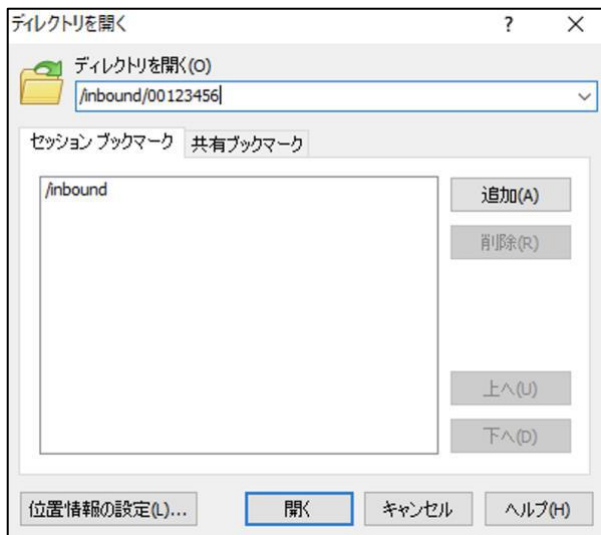 ディレクトリを開く
?
ディレクトリを開く(O)
/inbound/00123456
セッション ブックマーク 共有ブックマーク
/inbound
追加(A)
削除(R)
上へ(U)
下へ(D)
位置情報の設定(L)... 開く キャンセル ヘルプ(H)